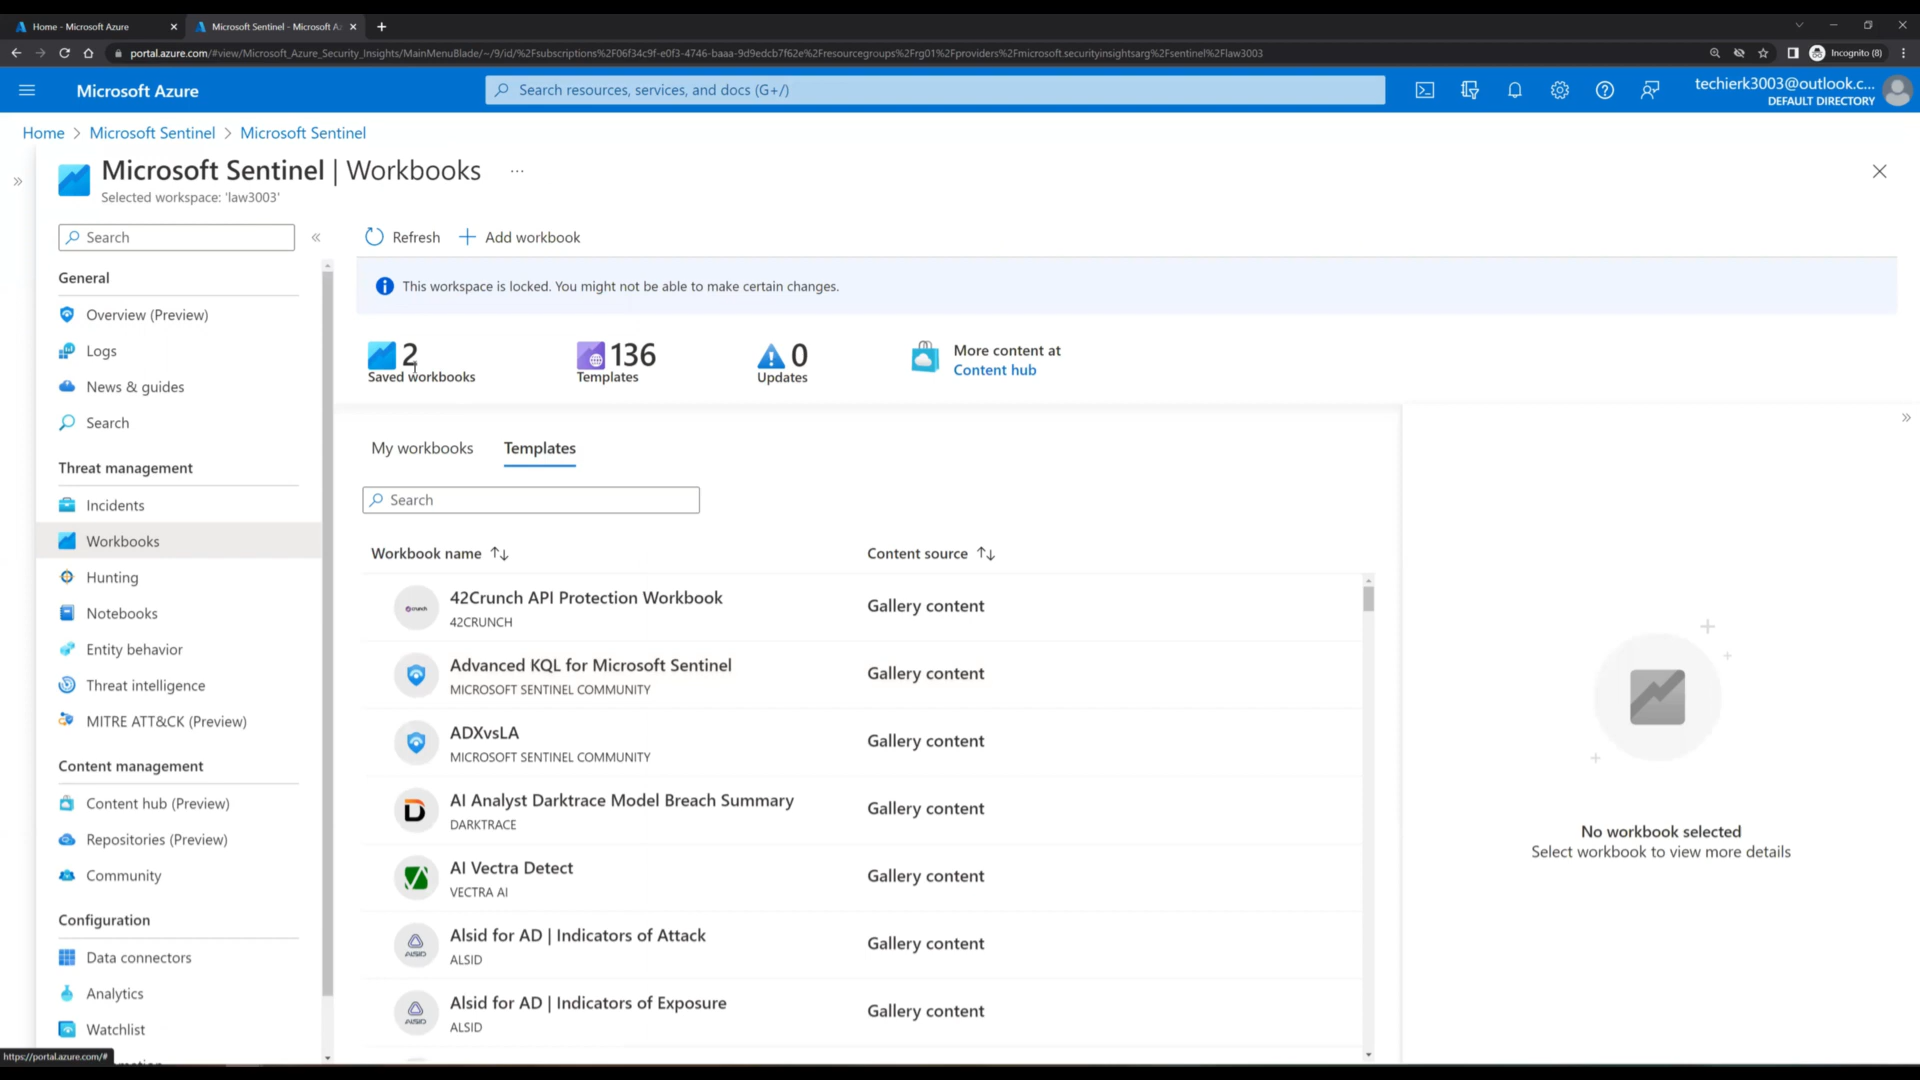 Home - Microsoft Azure
Microsoft Sentinel - Microsoft A
portal.azure.com/#view/Microsoft_Azure_Security_Insights/MainMenuBlade/~/9/id/%2Fsubscriptions%2F06f34c9f-e0f3-4746-baaa-9d9edcb7f62e%2Fresourcegroups%2Frg01%2Fproviders%2Fmicrosoft.securityinsightsarg%2Fsentinel%2Flaw3003
Incognito (8)
Microsoft Azure
Search resources, services, and docs (G+/)
techierk3003@outlook.c...
DEFAULT DIRECTORY
Home > Microsoft Sentinel > Microsoft Sentinel
Microsoft Sentinel | Workbooks ...
Selected workspace: 'law3003'
Search
Refresh
Add workbook
General
This workspace is locked. You might not be able to make certain changes.
Overview (Preview)
Logs
News & guides
Search
2
Saved workbooks
136
Templates
0
Updates
More content at
Content hub
Threat management
Incidents
Workbooks
Hunting
Notebooks
Entity behavior
Threat intelligence
MITRE ATT&CK (Preview)
Content management
Content hub (Preview)
Repositories (Preview)
Community
Configuration
Data connectors
Analytics
Watchlist
My workbooks
Templates
Search
Workbook name
Content source
42Crunch API Protection Workbook
42CRUNCH
Gallery content
Advanced KQL for Microsoft Sentinel
MICROSOFT SENTINEL COMMUNITY
Gallery content
ADXvsLA
MICROSOFT SENTINEL COMMUNITY
Gallery content
AI Analyst Darktrace Model Breach Summary
DARKTRACE
Gallery content
AI Vectra Detect
VECTRA AI
Gallery content
ALSID
Alsid for AD | Indicators of Attack
ALSID
Gallery content
ALSID
Alsid for AD | Indicators of Exposure
ALSID
Gallery content
No workbook selected
Select workbook to view more details
https://portal.azure.com/#